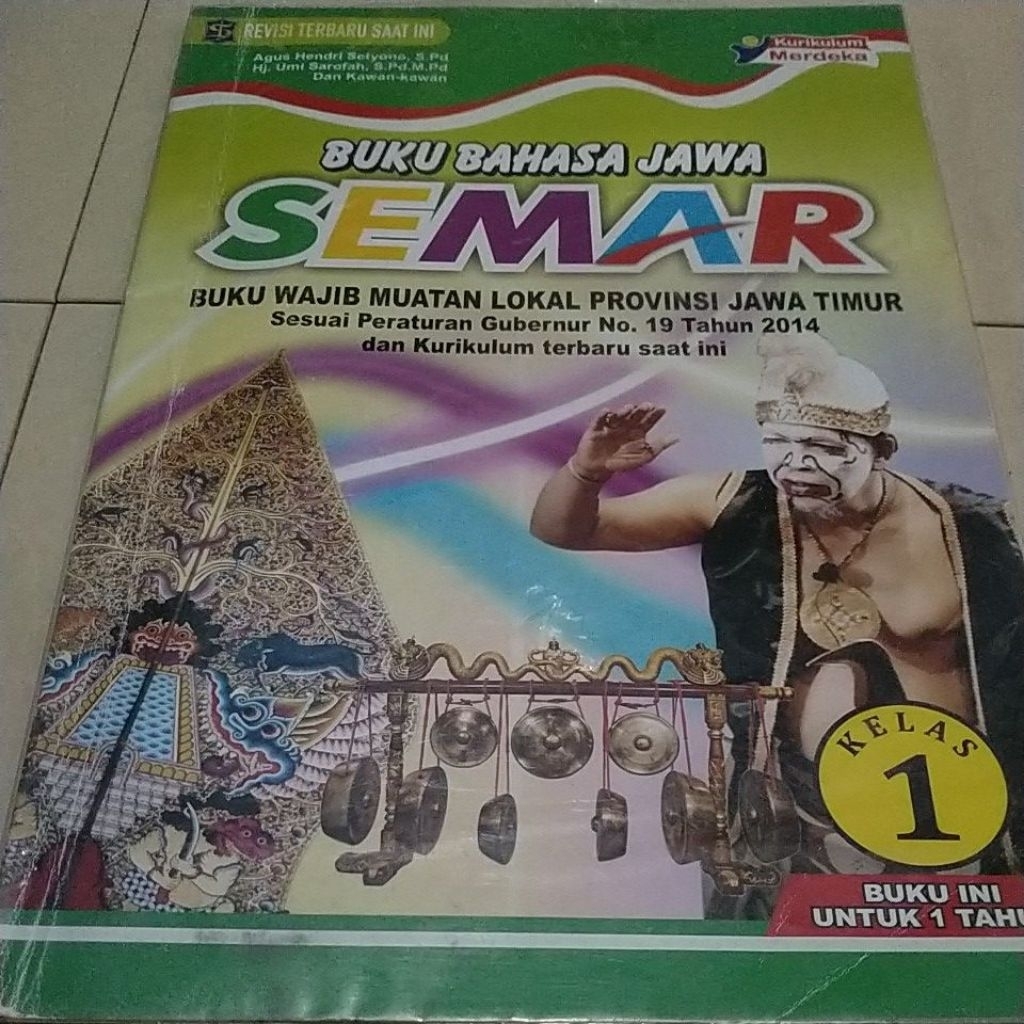 REVISI TERBARU SAAT INI
Agus Hendri Setyono, S.Pd
Hj. Umi Sarofah, S.Pd.M.Pd
Dan Kawan-kawan
Kurikulum
Merdeka
BUKU BAHASA JAWA
SEMAR
BUKU WAJIB MUATAN LOKAL PROVINSI JAWA TIMUR
Sesuai Peraturan Gubernur No. 19 Tahun 2014
dan Kurikulum terbaru saat ini
KELAS
1
BUKU INI
UNTUK 1 TAHU